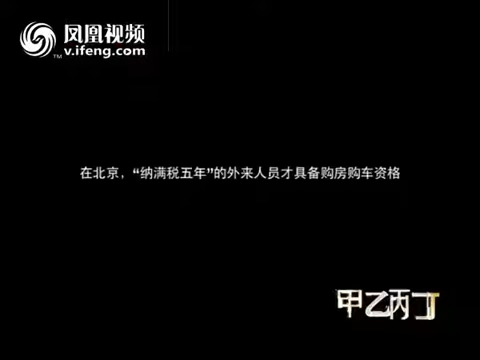 凤凰视频
v.ifeng.com
TM
在北京，“纳满税五年”的外来人员才具备购房购车资格
甲乙丙丁